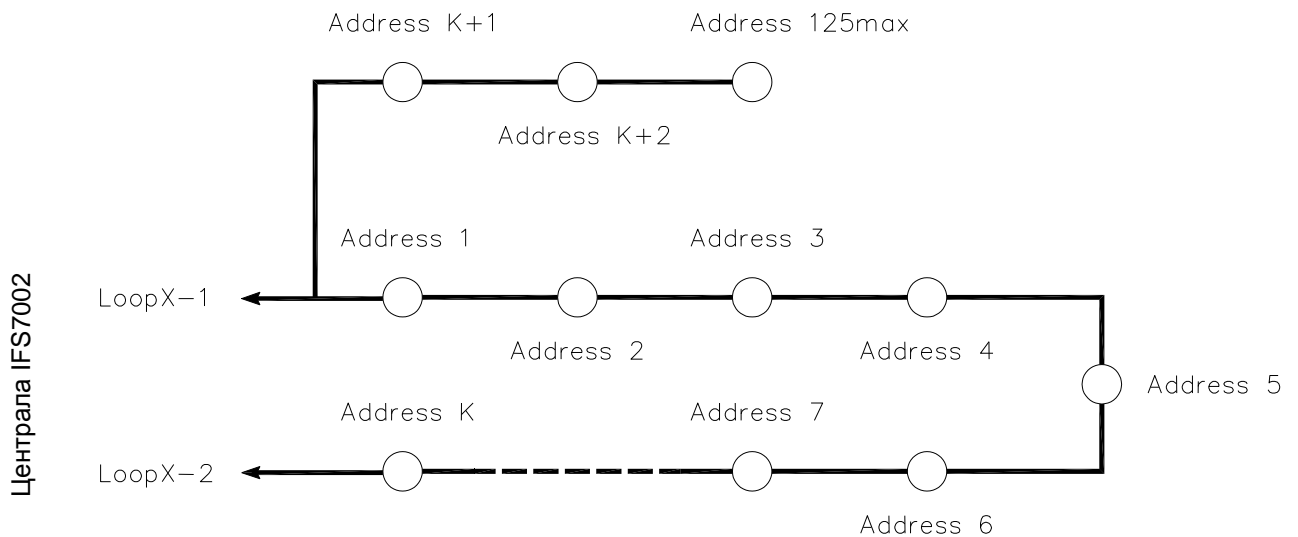 Address K+1
Address 125max
Address K+2
Address 1
Address 3
LoopX-1
Address 2
Address 4
Централа IFS7002
Address 5
Address K
Address 7
LoopX-2
Address 6